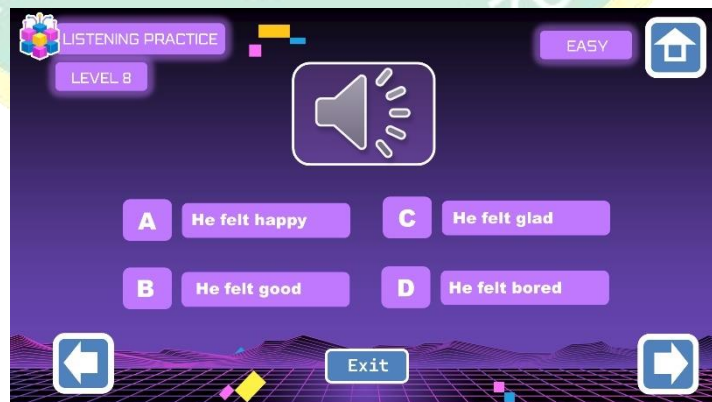 LISTENING PRACTICE
EASY
LEVEL 8
A He felt happy
C He felt glad
B He felt good
D He felt bored
Exit